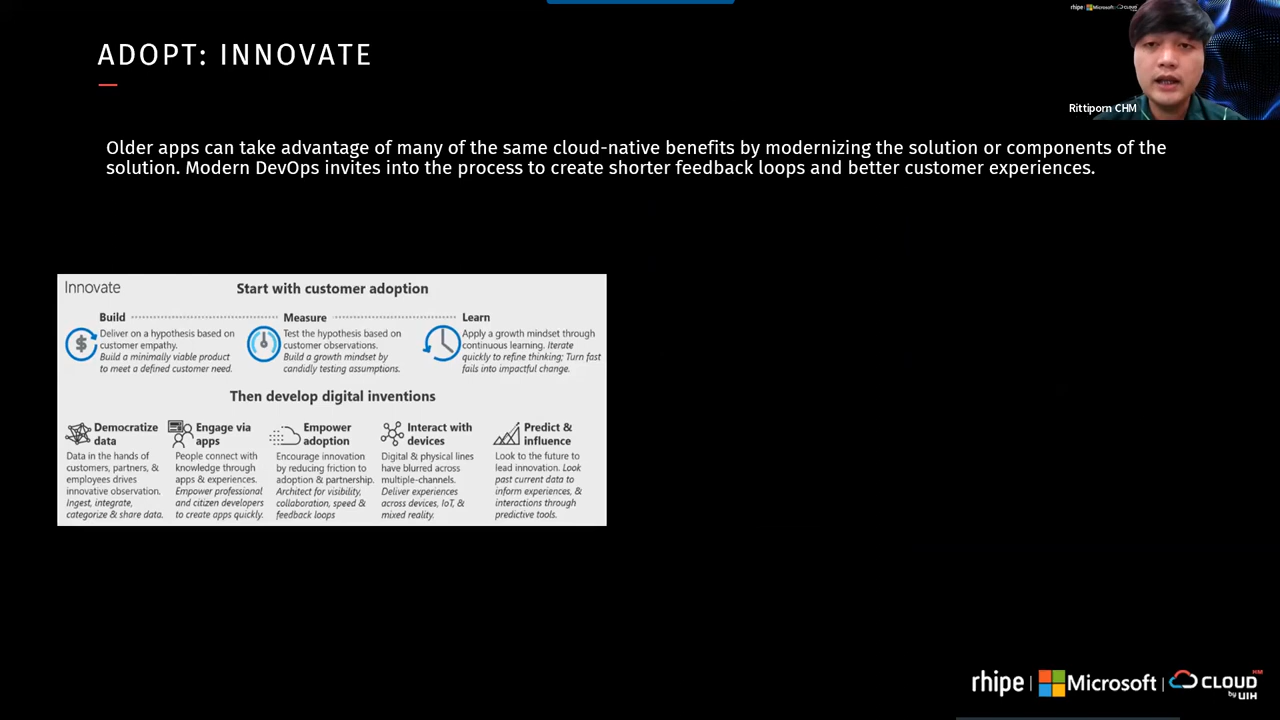 ADOPT: INNOVATE
rhipe | Microsoft | CLOUD
Rittiporn CHM
Older apps can take advantage of many of the same cloud-native benefits by modernizing the solution or components of the
solution. Modern DevOps invites into the process to create shorter feedback loops and better customer experiences.
Innovate
Start with customer adoption
Build
Deliver on a hypothesis based on
customer empathy.
Build a minimally viable product
to meet a defined customer need.
Measure
Test the hypothesis based on
customer observations.
Build a growth mindset by
candidly testing assumptions.
Learn
Apply a growth mindset through
continuous learning. Iterate
quickly to refine thinking; Turn fast
fails into impactful change.
Then develop digital inventions
Democratize
data
Data in the hands of
customers, partners, &
employees drives
innovative observation.
Ingest, integrate,
categorize & share data.
Engage via
apps
People connect with
knowledge through
apps & experiences.
Empower professional
and citizen developers
to create apps quickly.
Empower
adoption
Encourage innovation
by reducing friction to
adoption & partnership.
Architect for visibility,
collaboration, speed &
feedback loops
Interact with
devices
Digital & physical lines
have blurred across
multiple-channels.
Deliver experiences
across devices, IoT, &
mixed reality.
Predict &
influence
Look to the future to
lead innovation. Look
past current data to
inform experiences, &
interactions through
predictive tools.
rhipe | Microsoft | CLOUD HM
by UIH